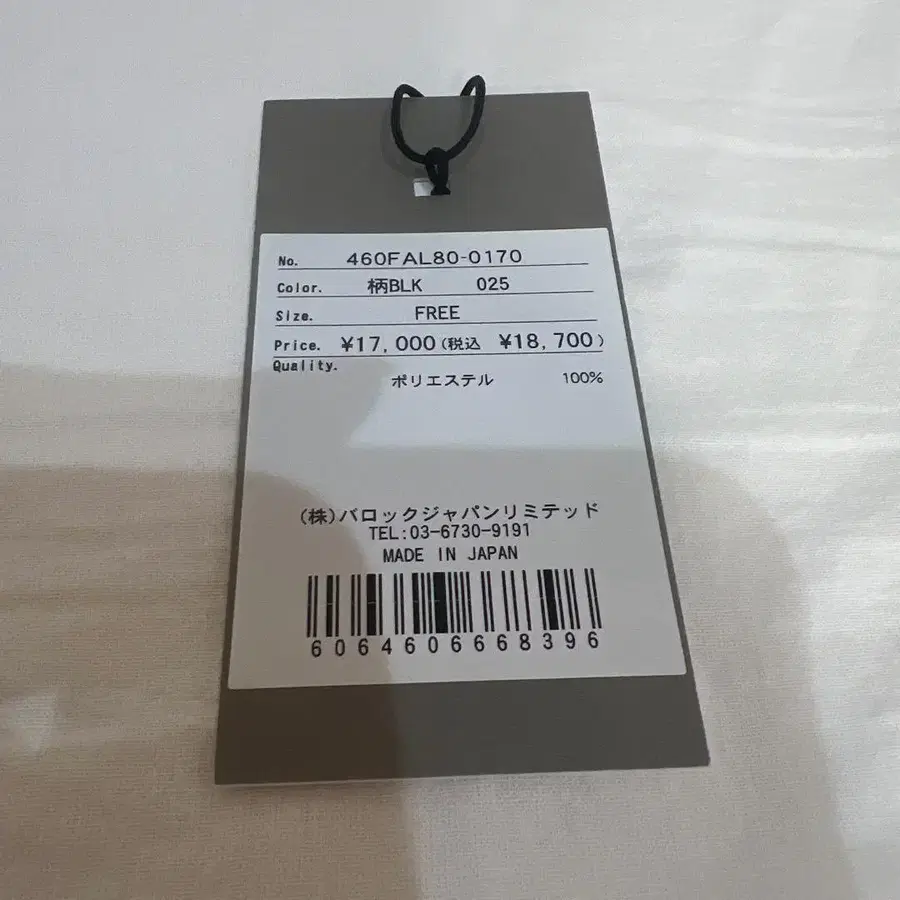 No. 460FAL80-0170
Color. 柄BLK 025
Size. FREE
Price. ¥17,000(税込 ¥18,700)
Quality.
ポリエステル 100%
(株)バロックジャパンリミテッド
TEL:03-6730-9191
MADE IN JAPAN
6064606668396